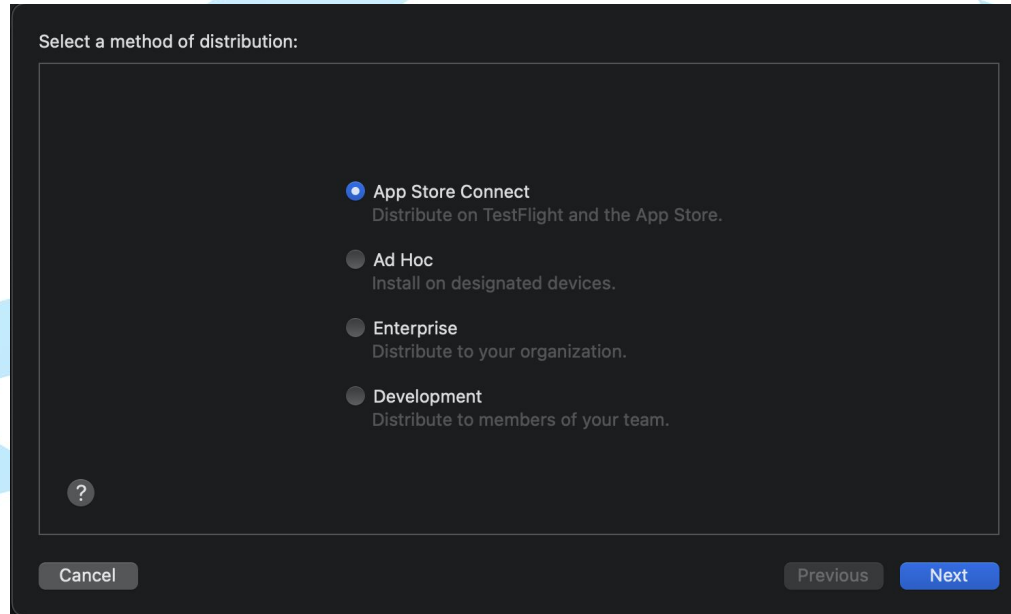 Select a method of distribution:
App Store Connect
Distribute on TestFlight and the App Store.
Ad Hoc
Install on designated devices.
Enterprise
Distribute to your organization.
Development
Distribute to members of your team.
?
Cancel
Previous
Next